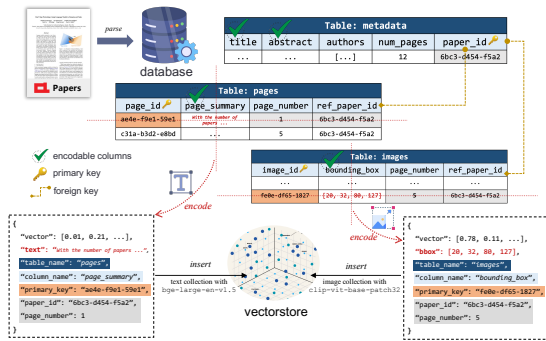 parse
Papers
database
Table: metadata
title abstract authors num_pages paper_id
... ... [...] 12 6bc3-d454-f5a2
Table: pages
page_id page_summary page_number ref_paper_id
ae4e-f9e1-59e1 With the number of papers ... 1 6bc3-d454-f5a2
c31a-b3d2-e8bd ... 5 6bc3-d454-f5a2
encodable columns
primary key
foreign key
Table: images
image_id bounding_box page_number ref_paper_id
... ... ... ...
fe0e-df65-1827 [20, 32, 80, 127] 5 6bc3-d454-f5a2
T
encode
encode
{
"vector": [0.01, 0.21, ...],
"text": "With the number of papers ...",
"table_name": "pages",
"column_name": "page_summary",
"primary_key": "ae4e-f9e1-59e1",
"paper_id": "6bc3-d454-f5a2",
"page_number": 1
}
insert
text collection with
bge-large-en-v1.5
vectorstore
insert
image collection with
clip-vit-base-patch32
{
"vector": [0.78, 0.11, ...],
"bbox": [20, 32, 80, 127],
"table_name": "images",
"column_name": "bounding_box",
"primary_key": "fe0e-df65-1827",
"paper_id": "6bc3-d454-f5a2",
"page_number": 5
}